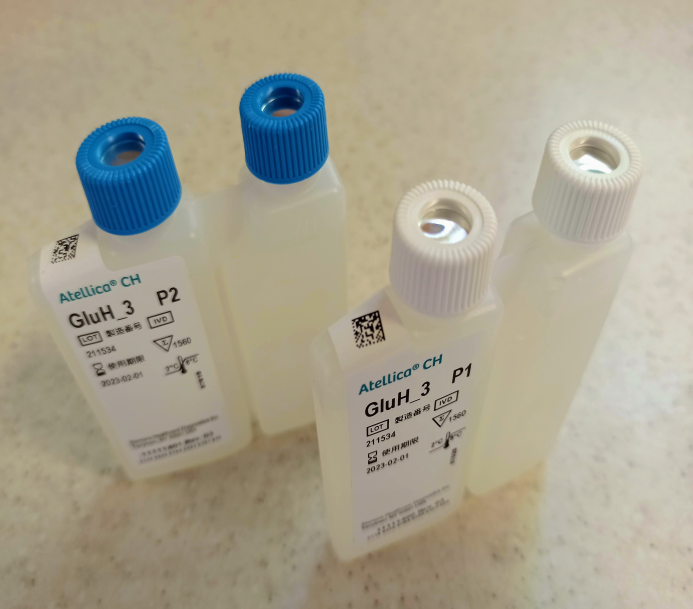 Atellica® CH
GluH_3 P2
LOT 製造番号 IVD
211534
Σ 1560
使用期限
2023-02-01
2°C 8°C
Atellica® CH
GluH_3 P1
LOT 製造番号 IVD
211534
Σ 1560
使用期限
2023-02-01
2°C 8°C